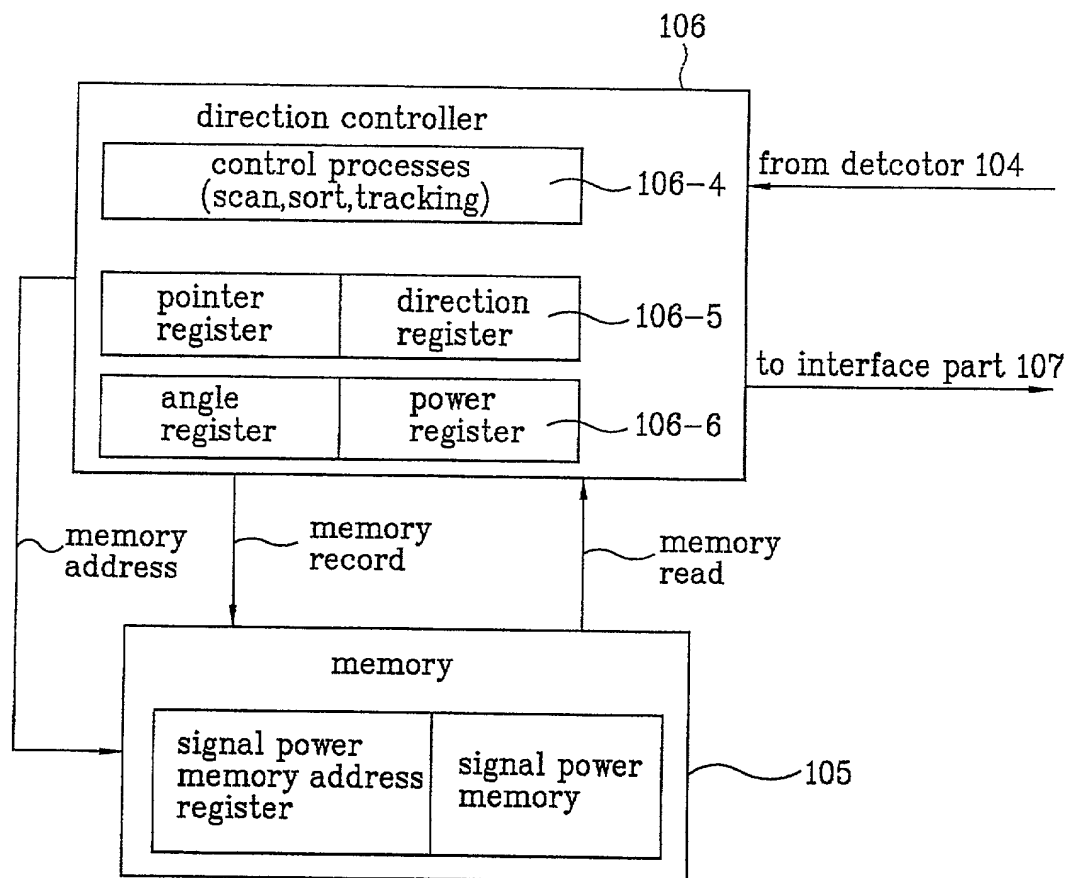 106
direction controller
control processes
(scan,sort,tracking)
106-4
from detcotor 104
pointer
register
direction
register
106-5
to interface part 107
angle
register
power
register
106-6
memory
address
memory
record
memory
read
memory
signal power
memory address
register
signal power
memory
105